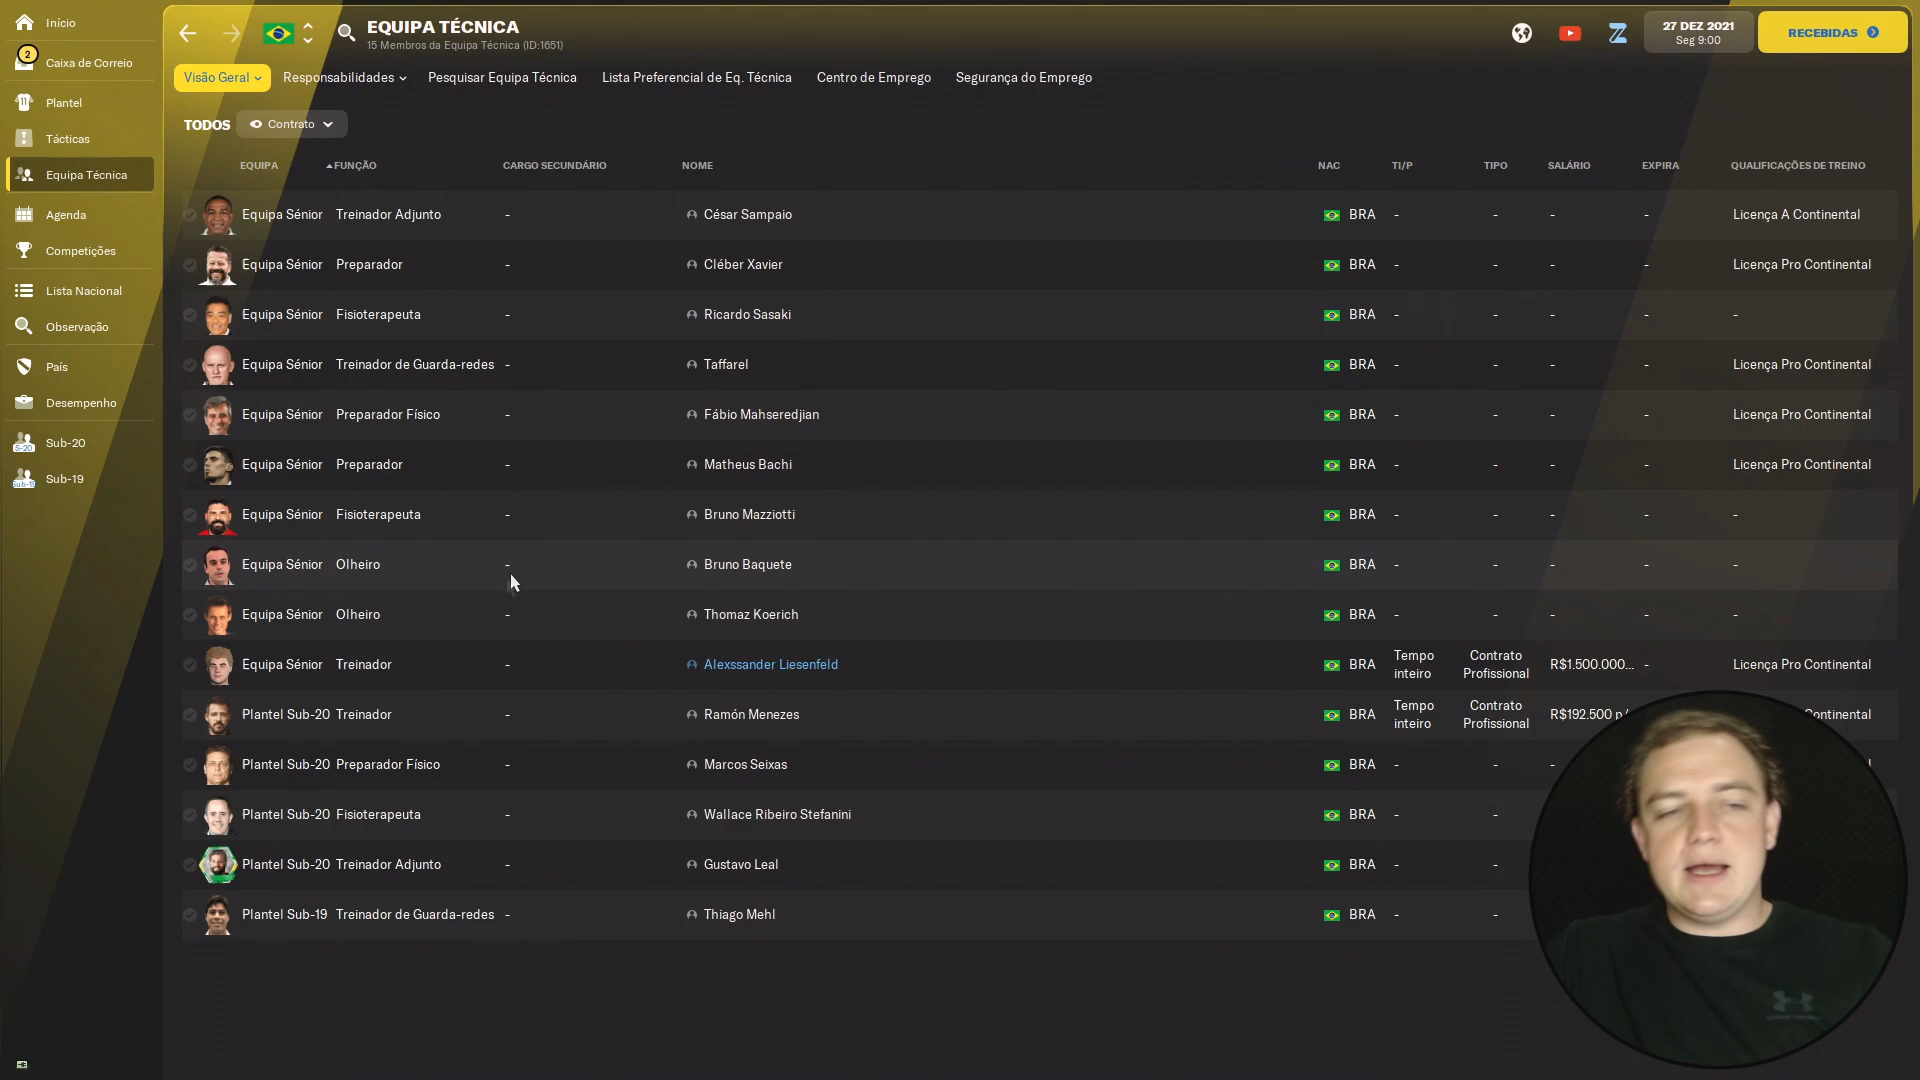 Início
EQUIPA TÉCNICA
15 Membros da Equipa Técnica (ID:1651)
27 DEZ 2021
Seg 9:00
RECEBIDAS
2
Caixa de Correio
Visão Geral
Responsabilidades
Pesquisar Equipa Técnica
Lista Preferencial de Eq. Técnica
Centro de Emprego
Segurança do Emprego
Plantel
Tácticas
Equipa Técnica
Agenda
Competições
Lista Nacional
Observação
País
Desempenho
S-20
Sub-20
Sub-19
TODOS Contrato
EQUIPA FUNÇÃO CARGO SECUNDÁRIO NOME NAC TI/P TIPO SALÁRIO EXPIRA QUALIFICAÇÕES DE TREINO
Equipa Sénior Treinador Adjunto - César Sampaio BRA - - - - Licença A Continental
Equipa Sénior Preparador - Cléber Xavier BRA - - - - Licença Pro Continental
Equipa Sénior Fisioterapeuta - Ricardo Sasaki BRA - - - - -
Equipa Sénior Treinador de Guarda-redes - Taffarel BRA - - - - Licença Pro Continental
Equipa Sénior Preparador Físico - Fábio Mahseredjian BRA - - - - Licença Pro Continental
Equipa Sénior Preparador - Matheus Bachi BRA - - - - Licença Pro Continental
Equipa Sénior Fisioterapeuta - Bruno Mazziotti BRA - - - - -
Equipa Sénior Olheiro - Bruno Baquete BRA - - - - -
Equipa Sénior Olheiro - Thomaz Koerich BRA - - - - -
Equipa Sénior Treinador - Alexssander Liesenfeld BRA Tempo inteiro Contrato Profissional R$1.500.000... - Licença Pro Continental
Plantel Sub-20 Treinador - Ramón Menezes BRA Tempo inteiro Contrato Profissional R$192.500 p/ Continental
Plantel Sub-20 Preparador Físico - Marcos Seixas BRA - - -
Plantel Sub-20 Fisioterapeuta - Wallace Ribeiro Stefanini BRA - -
Plantel Sub-20 Treinador Adjunto - Gustavo Leal BRA - -
Plantel Sub-19 Treinador de Guarda-redes - Thiago Mehl BRA - -